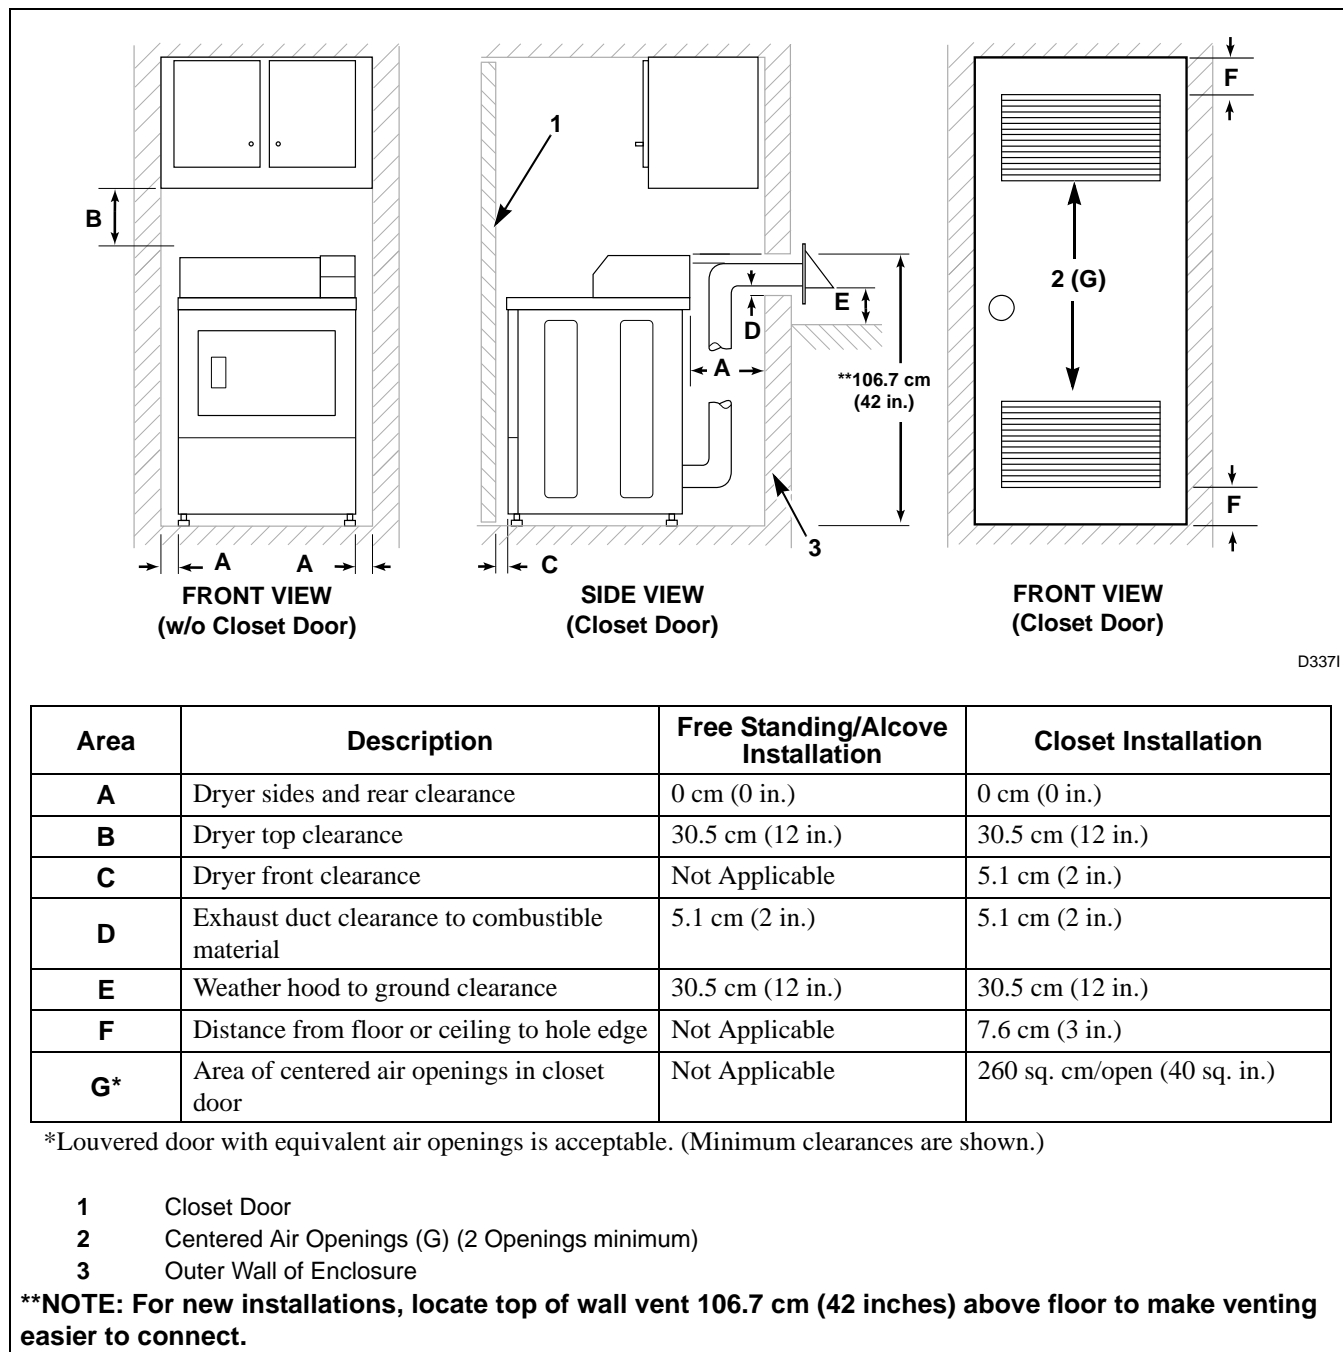 1
F
B
2 (G)
E
D
A
**106.7 cm
(42 in.)
F
3
A A
C
FRONT VIEW
(w/o Closet Door)
SIDE VIEW
(Closet Door)
FRONT VIEW
(Closet Door)
D337I
Area Description Free Standing/Alcove Installation Closet Installation
A Dryer sides and rear clearance 0 cm (0 in.) 0 cm (0 in.)
B Dryer top clearance 30.5 cm (12 in.) 30.5 cm (12 in.)
C Dryer front clearance Not Applicable 5.1 cm (2 in.)
D Exhaust duct clearance to combustible material 5.1 cm (2 in.) 5.1 cm (2 in.)
E Weather hood to ground clearance 30.5 cm (12 in.) 30.5 cm (12 in.)
F Distance from floor or ceiling to hole edge Not Applicable 7.6 cm (3 in.)
G* Area of centered air openings in closet door Not Applicable 260 sq. cm/open (40 sq. in.)
*Louvered door with equivalent air openings is acceptable. (Minimum clearances are shown.)
1 Closet Door
2 Centered Air Openings (G) (2 Openings minimum)
3 Outer Wall of Enclosure
**NOTE: For new installations, locate top of wall vent 106.7 cm (42 inches) above floor to make venting
easier to connect.